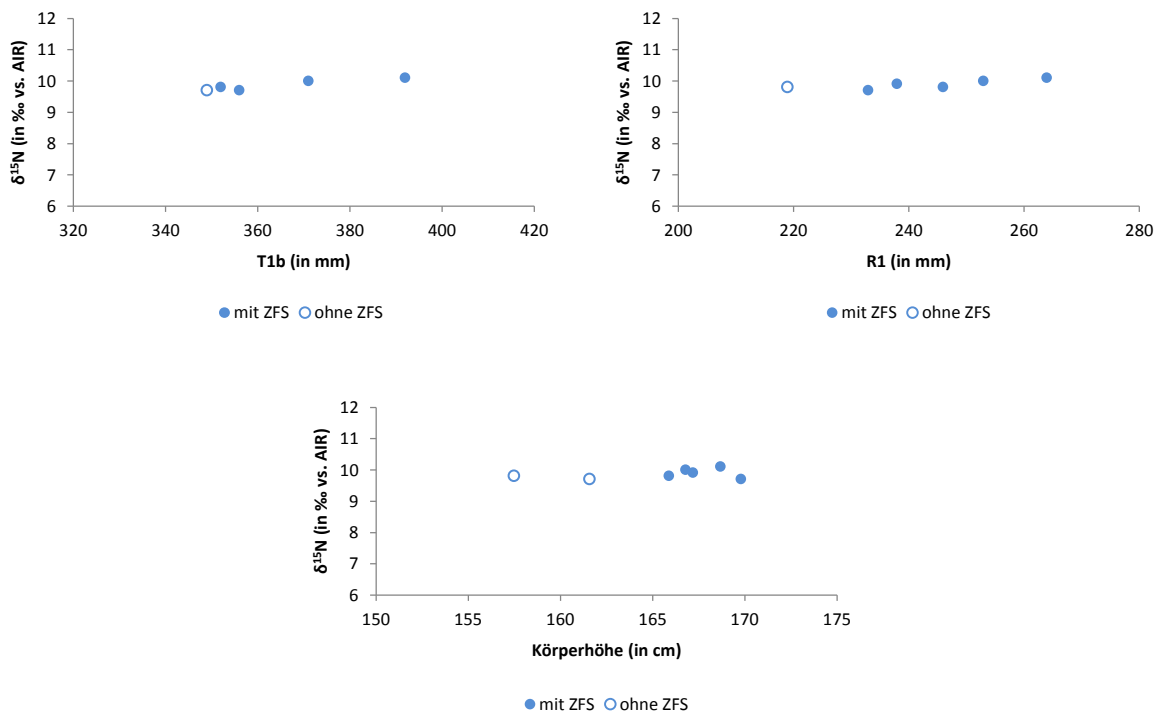 12
11
10
9
8
7
6
δ¹⁵N (in ‰ vs. AIR)
320 340 360 380 400 420
T1b (in mm)
mit ZFS ohne ZFS
12
11
10
9
8
7
6
δ¹⁵N (in ‰ vs. AIR)
200 220 240 260 280
R1 (in mm)
mit ZFS ohne ZFS
12
11
10
9
8
7
6
δ¹⁵N (in ‰ vs. AIR)
150 155 160 165 170 175
Körperhöhe (in cm)
mit ZFS ohne ZFS